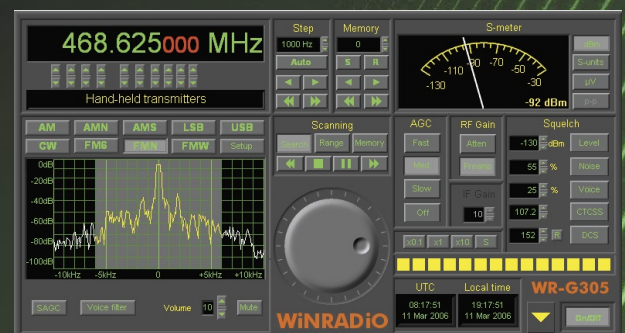 468.625000 MHz
Hand-held transmitters
Step
1000 Hz
Auto
Memory
0
S R
S-meter
-130 -110 -90 -70 -50 -30
-92 dBm
dBm
S-units
µV
p-p
AM AMN AMS LSB USB
CW FM6 FMN FMW Setup
0dB
-20dB
-40dB
-60dB
-80dB
-100dB
-10kHz -5kHz 0 +5kHz +10kHz
SAGC Voice filter Volume 10 Mute
Scanning
Search Range Memory
WiNRADiO
AGC
Fast
Med
Slow
Off
RF Gain
Atten
Preamp
IF Gain
10
x0.1 x1 x10 S
Squelch
-130 dBm Level
55 % Noise
25 % Voice
107.2 CTCSS
152 R DCS
UTC
08:17:51
11 Mar 2006
Local time
19:17:51
11 Mar 2006
WR-G305
On/Off